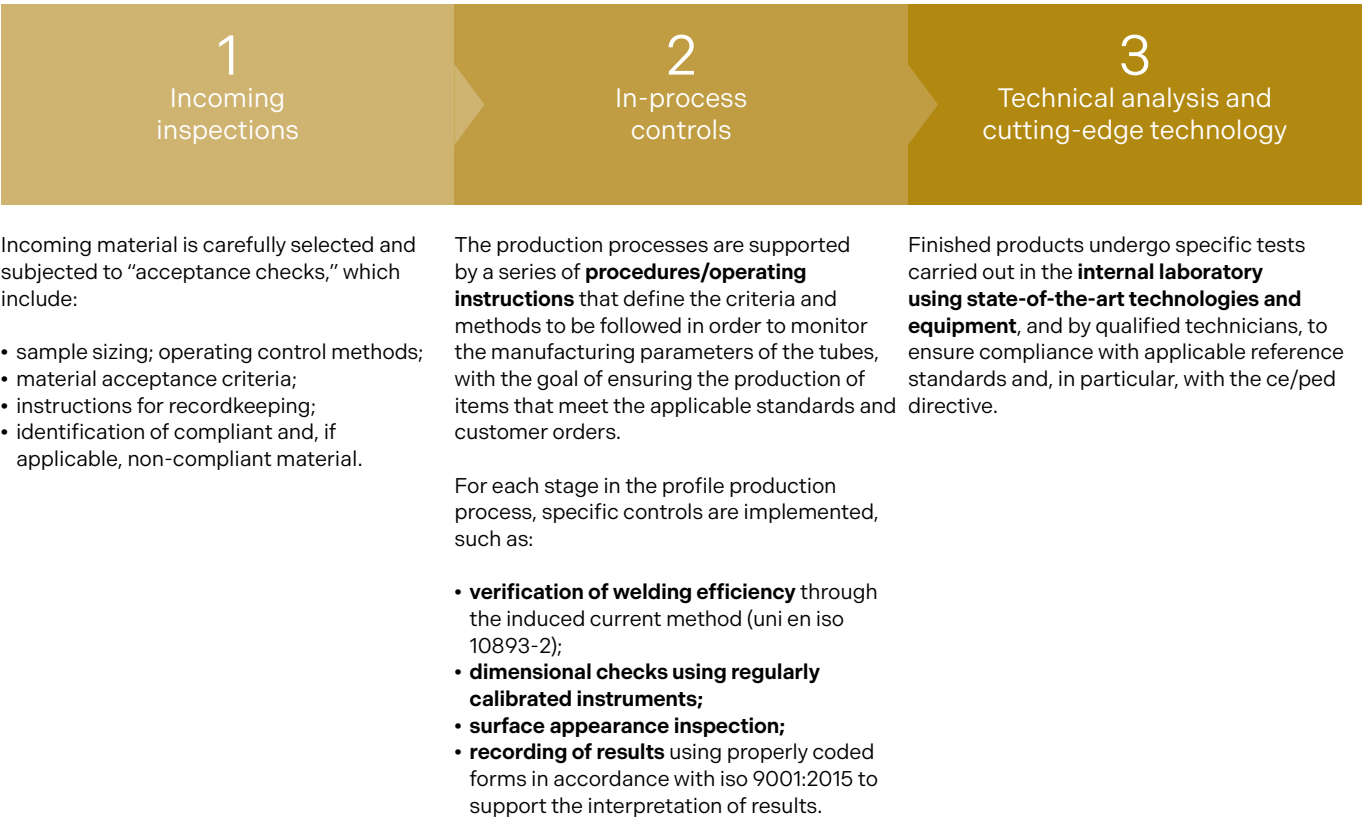 1
Incoming
inspections
2
In-process
controls
3
Technical analysis and
cutting-edge technology
Incoming material is carefully selected and
subjected to “acceptance checks,” which
include:
• sample sizing; operating control methods;
• material acceptance criteria;
• instructions for recordkeeping;
• identification of compliant and, if
applicable, non-compliant material.
The production processes are supported
by a series of procedures/operating
instructions that define the criteria and
methods to be followed in order to monitor
the manufacturing parameters of the tubes,
with the goal of ensuring the production of
items that meet the applicable standards and
customer orders.
For each stage in the profile production
process, specific controls are implemented,
such as:
• verification of welding efficiency through
the induced current method (uni en iso
10893-2);
• dimensional checks using regularly
calibrated instruments;
• surface appearance inspection;
• recording of results using properly coded
forms in accordance with iso 9001:2015 to
support the interpretation of results.
Finished products undergo specific tests
carried out in the internal laboratory
using state-of-the-art technologies and
equipment, and by qualified technicians, to
ensure compliance with applicable reference
standards and, in particular, with the ce/ped
directive.